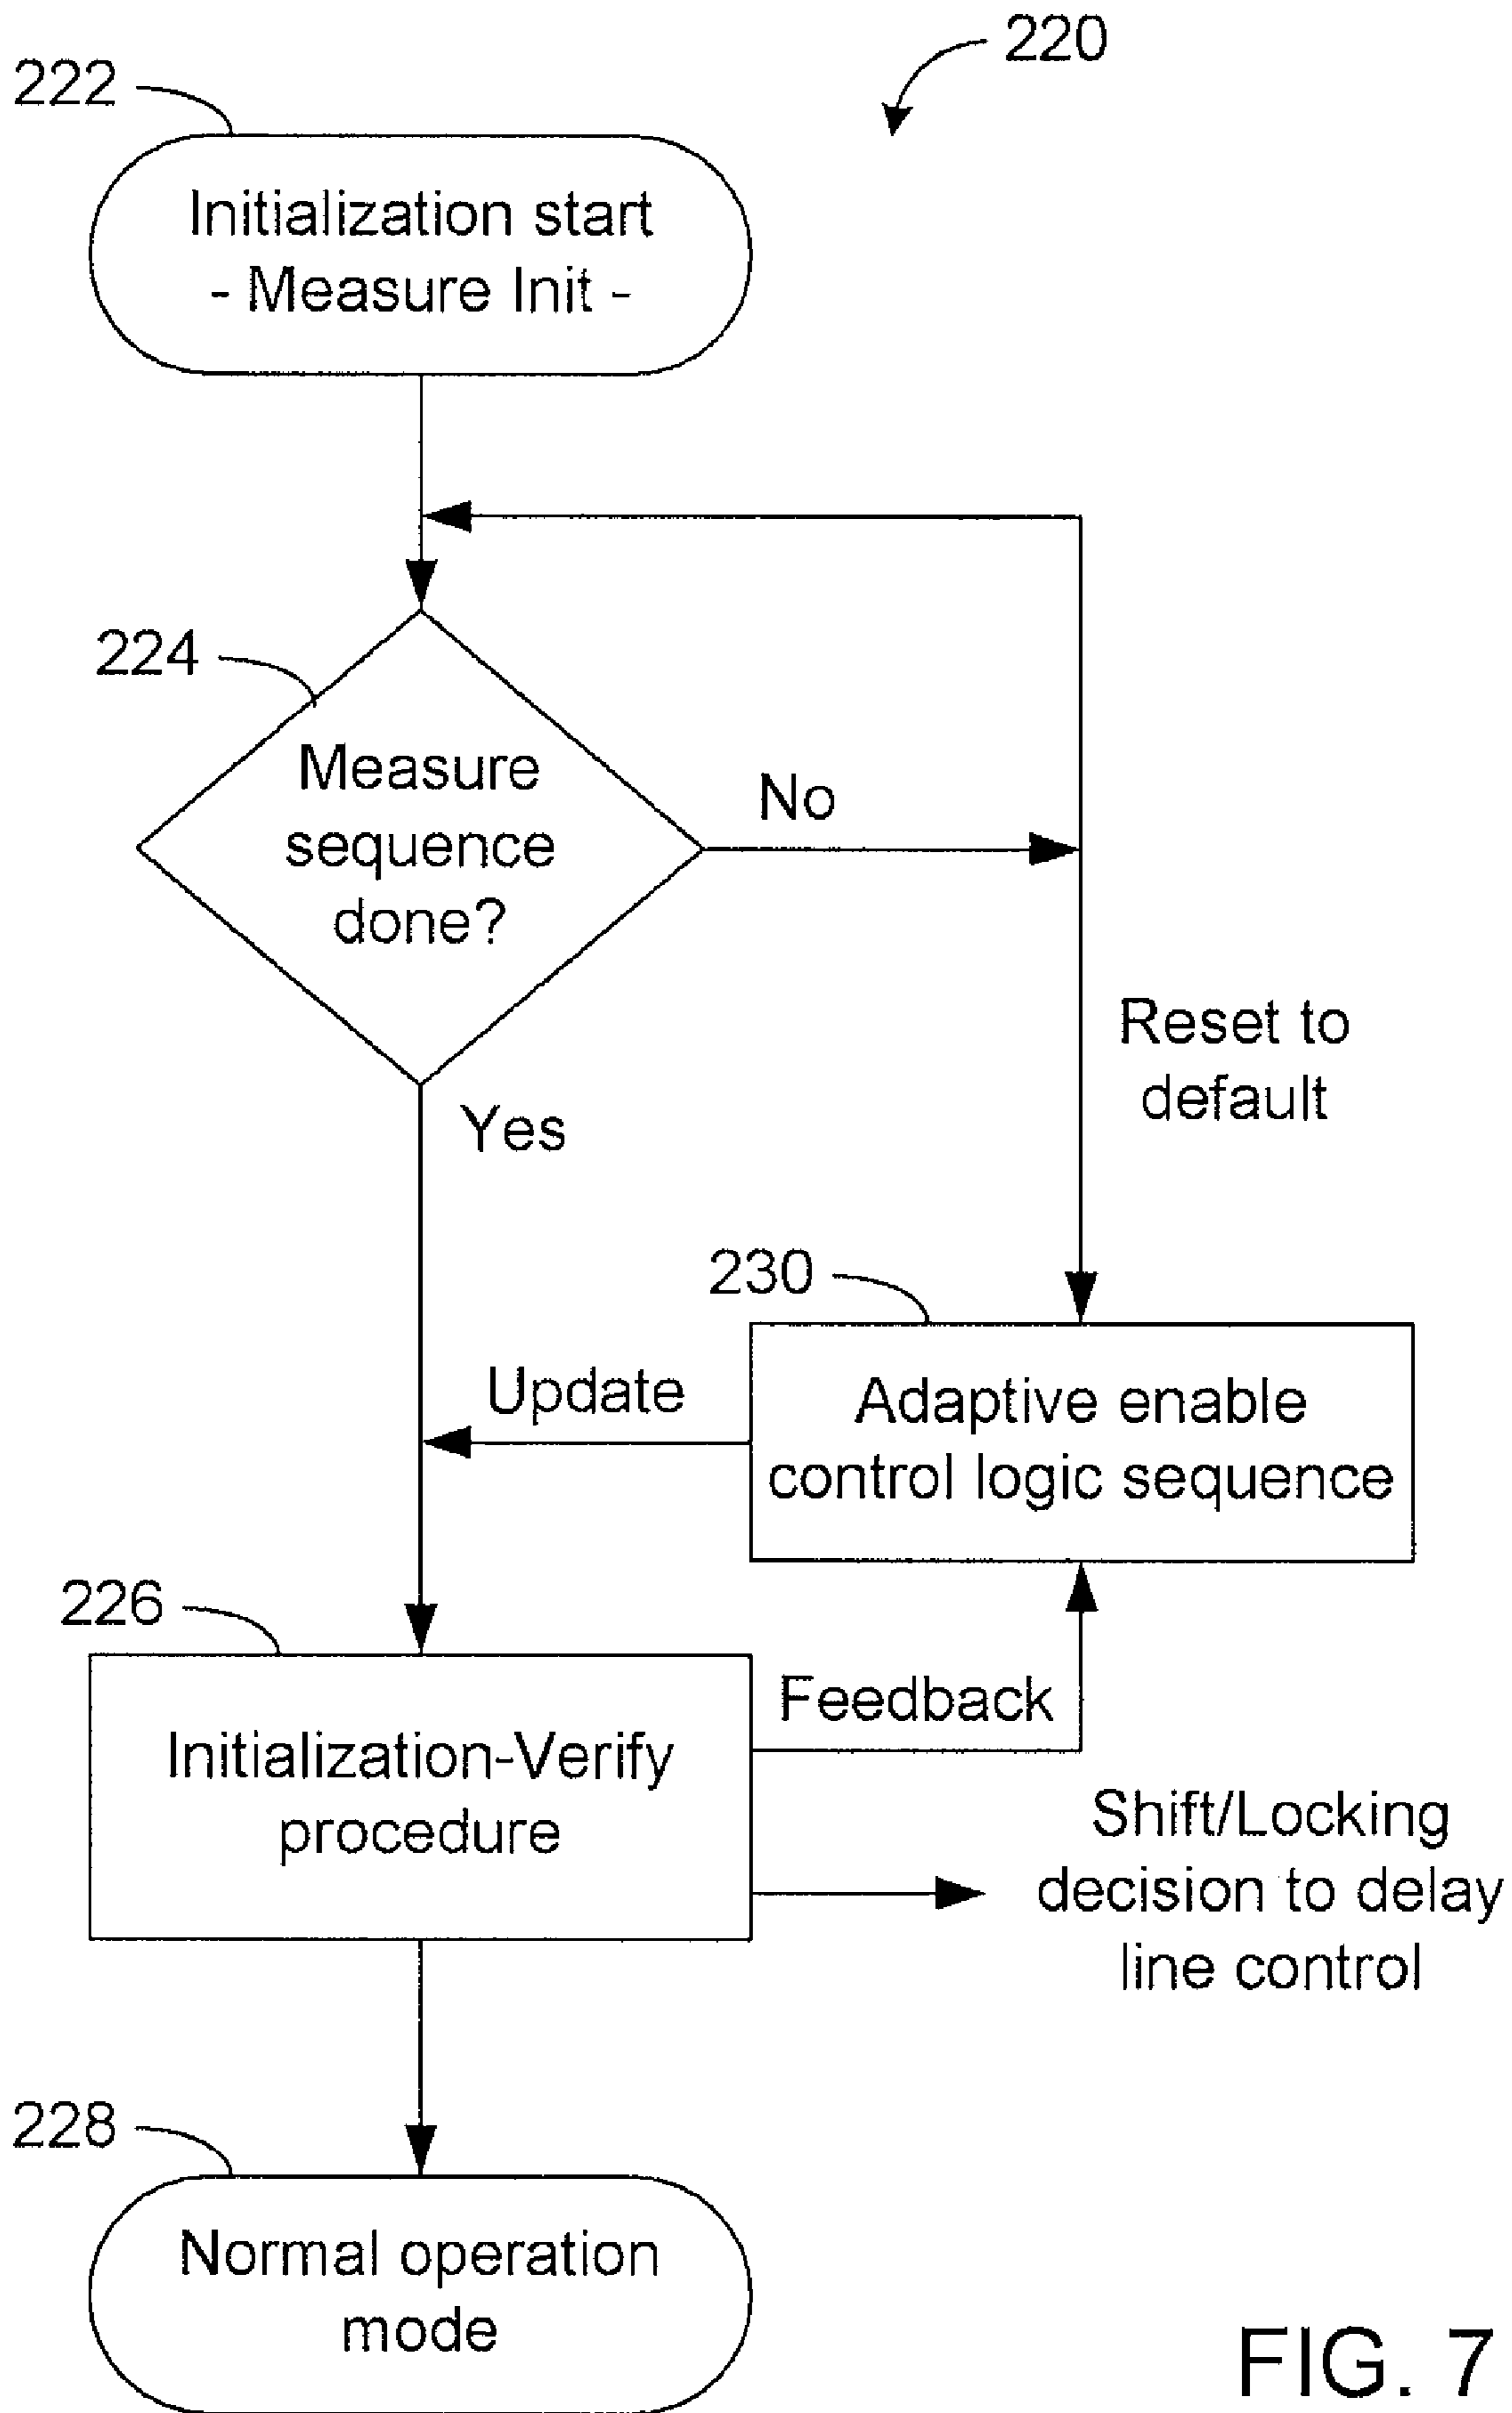 220
222
Initialization start
- Measure Init -
224
Measure
sequence
done?
No
Yes
Reset to
default
230
Adaptive enable
control logic sequence
Update
226
Initialization-Verify
procedure
Feedback
Shift/Locking
decision to delay
line control
228
Normal operation
mode
FIG. 7